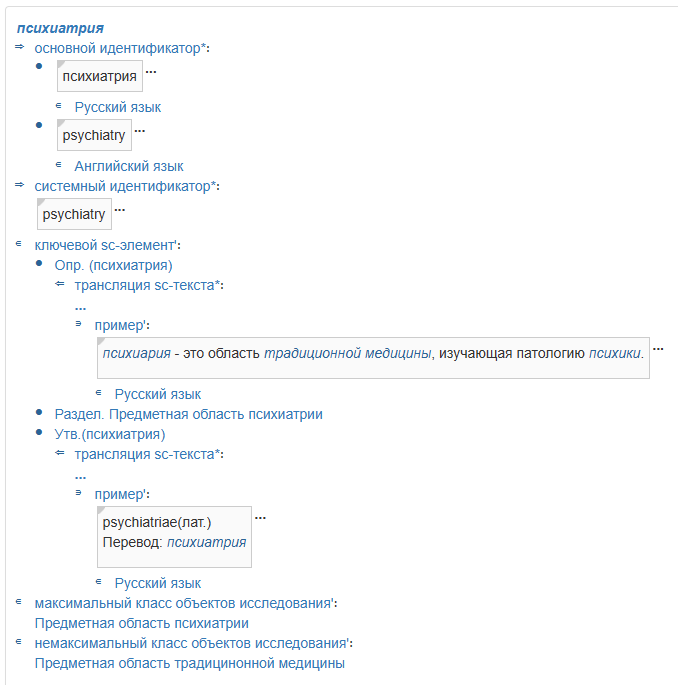 психиатрия
⇒ основной идентификатор*:
• психиатрия ...
∈ Русский язык
• psychiatry ...
∈ Английский язык
⇒ системный идентификатор*:
psychiatry ...
∈ ключевой sc-элемент':
• Опр. (психиатрия)
⇐ трансляция sc-текста*:
...
∋ пример':
психиария - это область традиционной медицины, изучающая патологию психики. ...
∈ Русский язык
• Раздел. Предметная область психиатрии
• Утв.(психиатрия)
⇐ трансляция sc-текста*:
...
∋ пример':
psychiatriae(лат.) ...
Перевод: психиатрия
∈ Русский язык
∈ максимальный класс объектов исследования':
Предметная область психиатрии
∈ немаксимальный класс объектов исследования':
Предметная область традицинонной медицины